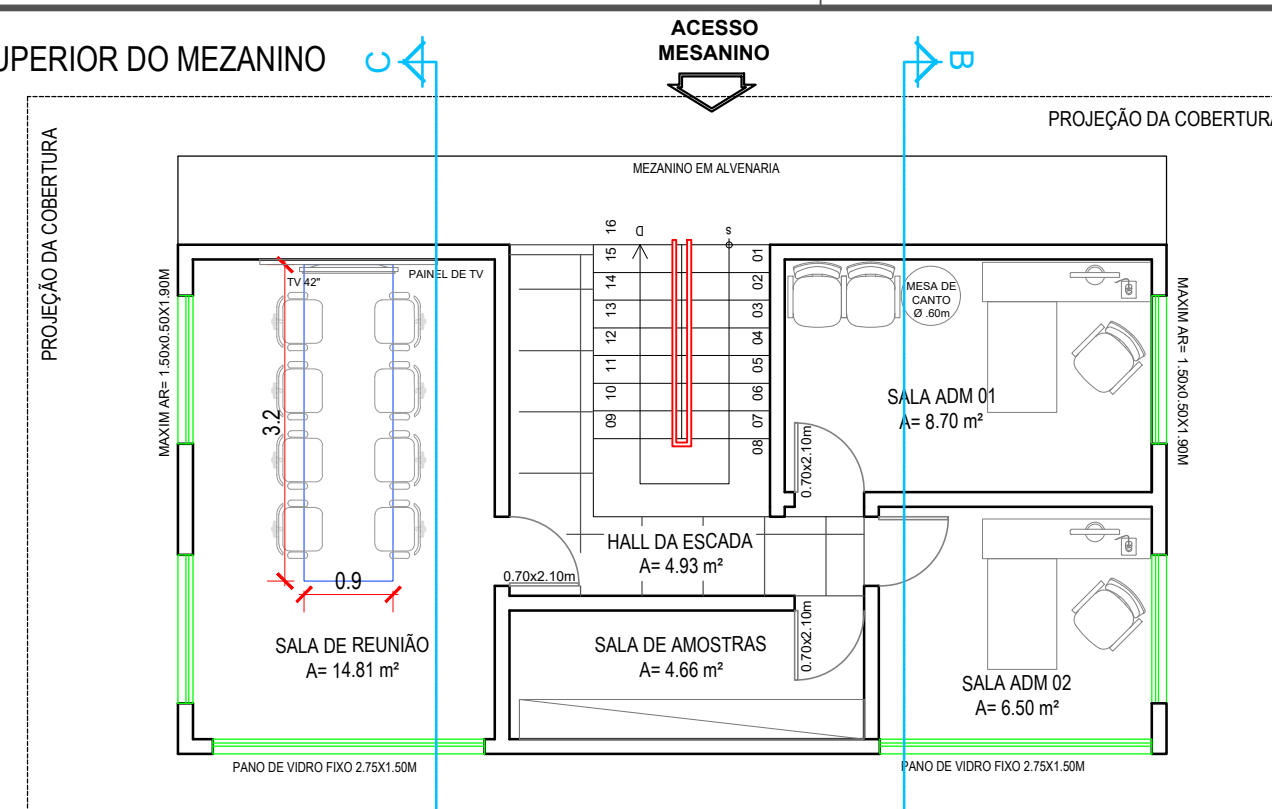 UPERIOR DO MEZANINO
C
ACESSO
MESANINO
B
PROJEÇÃO DA COBERTURA
PROJEÇÃO DA COBERTURA
MEZANINO EM ALVENARIA
MAXIM AR= 1.50x0.50X1.90M
TV 42"
PAINEL DE TV
3.2
0.9
SALA DE REUNIÃO
A= 14.81 m²
16
15
14
13
12
11
10
09
D
S
01
02
03
04
05
06
07
08
MESA DE
CANTO
Ø .60m
SALA ADM 01
A= 8.70 m²
MAXIM AR= 1.50x0.50X1.90M
0.70x2.10m
HALL DA ESCADA
A= 4.93 m²
0.70x2.10m
SALA DE AMOSTRAS
A= 4.66 m²
0.70x2.10m
SALA ADM 02
A= 6.50 m²
PANO DE VIDRO FIXO 2.75X1.50M
PANO DE VIDRO FIXO 2.75X1.50M